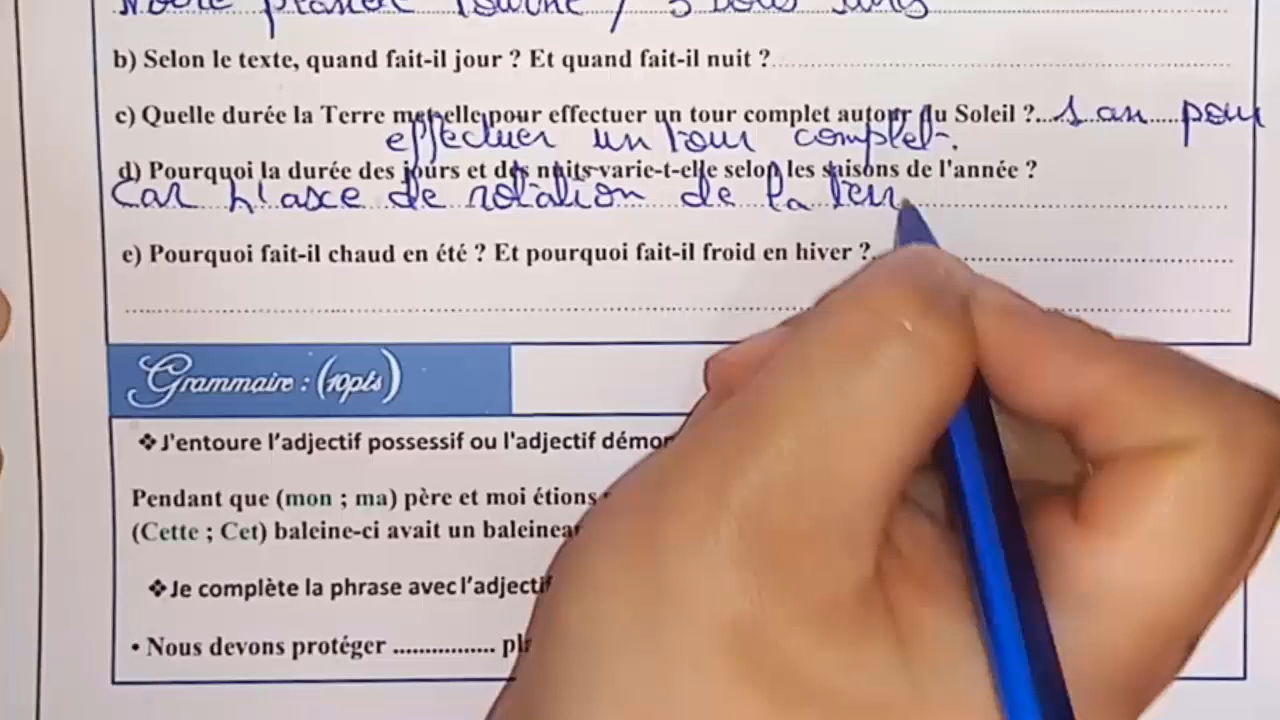 Notre planète tourne / sans
b) Selon le texte, quand fait-il jour ? Et quand fait-il nuit ?
c) Quelle durée la Terre met-elle pour effectuer un tour complet autour du Soleil ? 1 an pour
effectuer un tour complet.
d) Pourquoi la durée des jours et des nuits varie-t-elle selon les saisons de l'année ?
Car l'axe de rotation de la terr
e) Pourquoi fait-il chaud en été ? Et pourquoi fait-il froid en hiver ?
Grammaire : (10pts)
❖J'entoure l'adjectif possessif ou l'adjectif démon
Pendant que (mon ; ma) père et moi étions
(Cette ; Cet) baleine-ci avait un baleinea
❖Je complète la phrase avec l'adjectif
• Nous devons protéger ................ pl